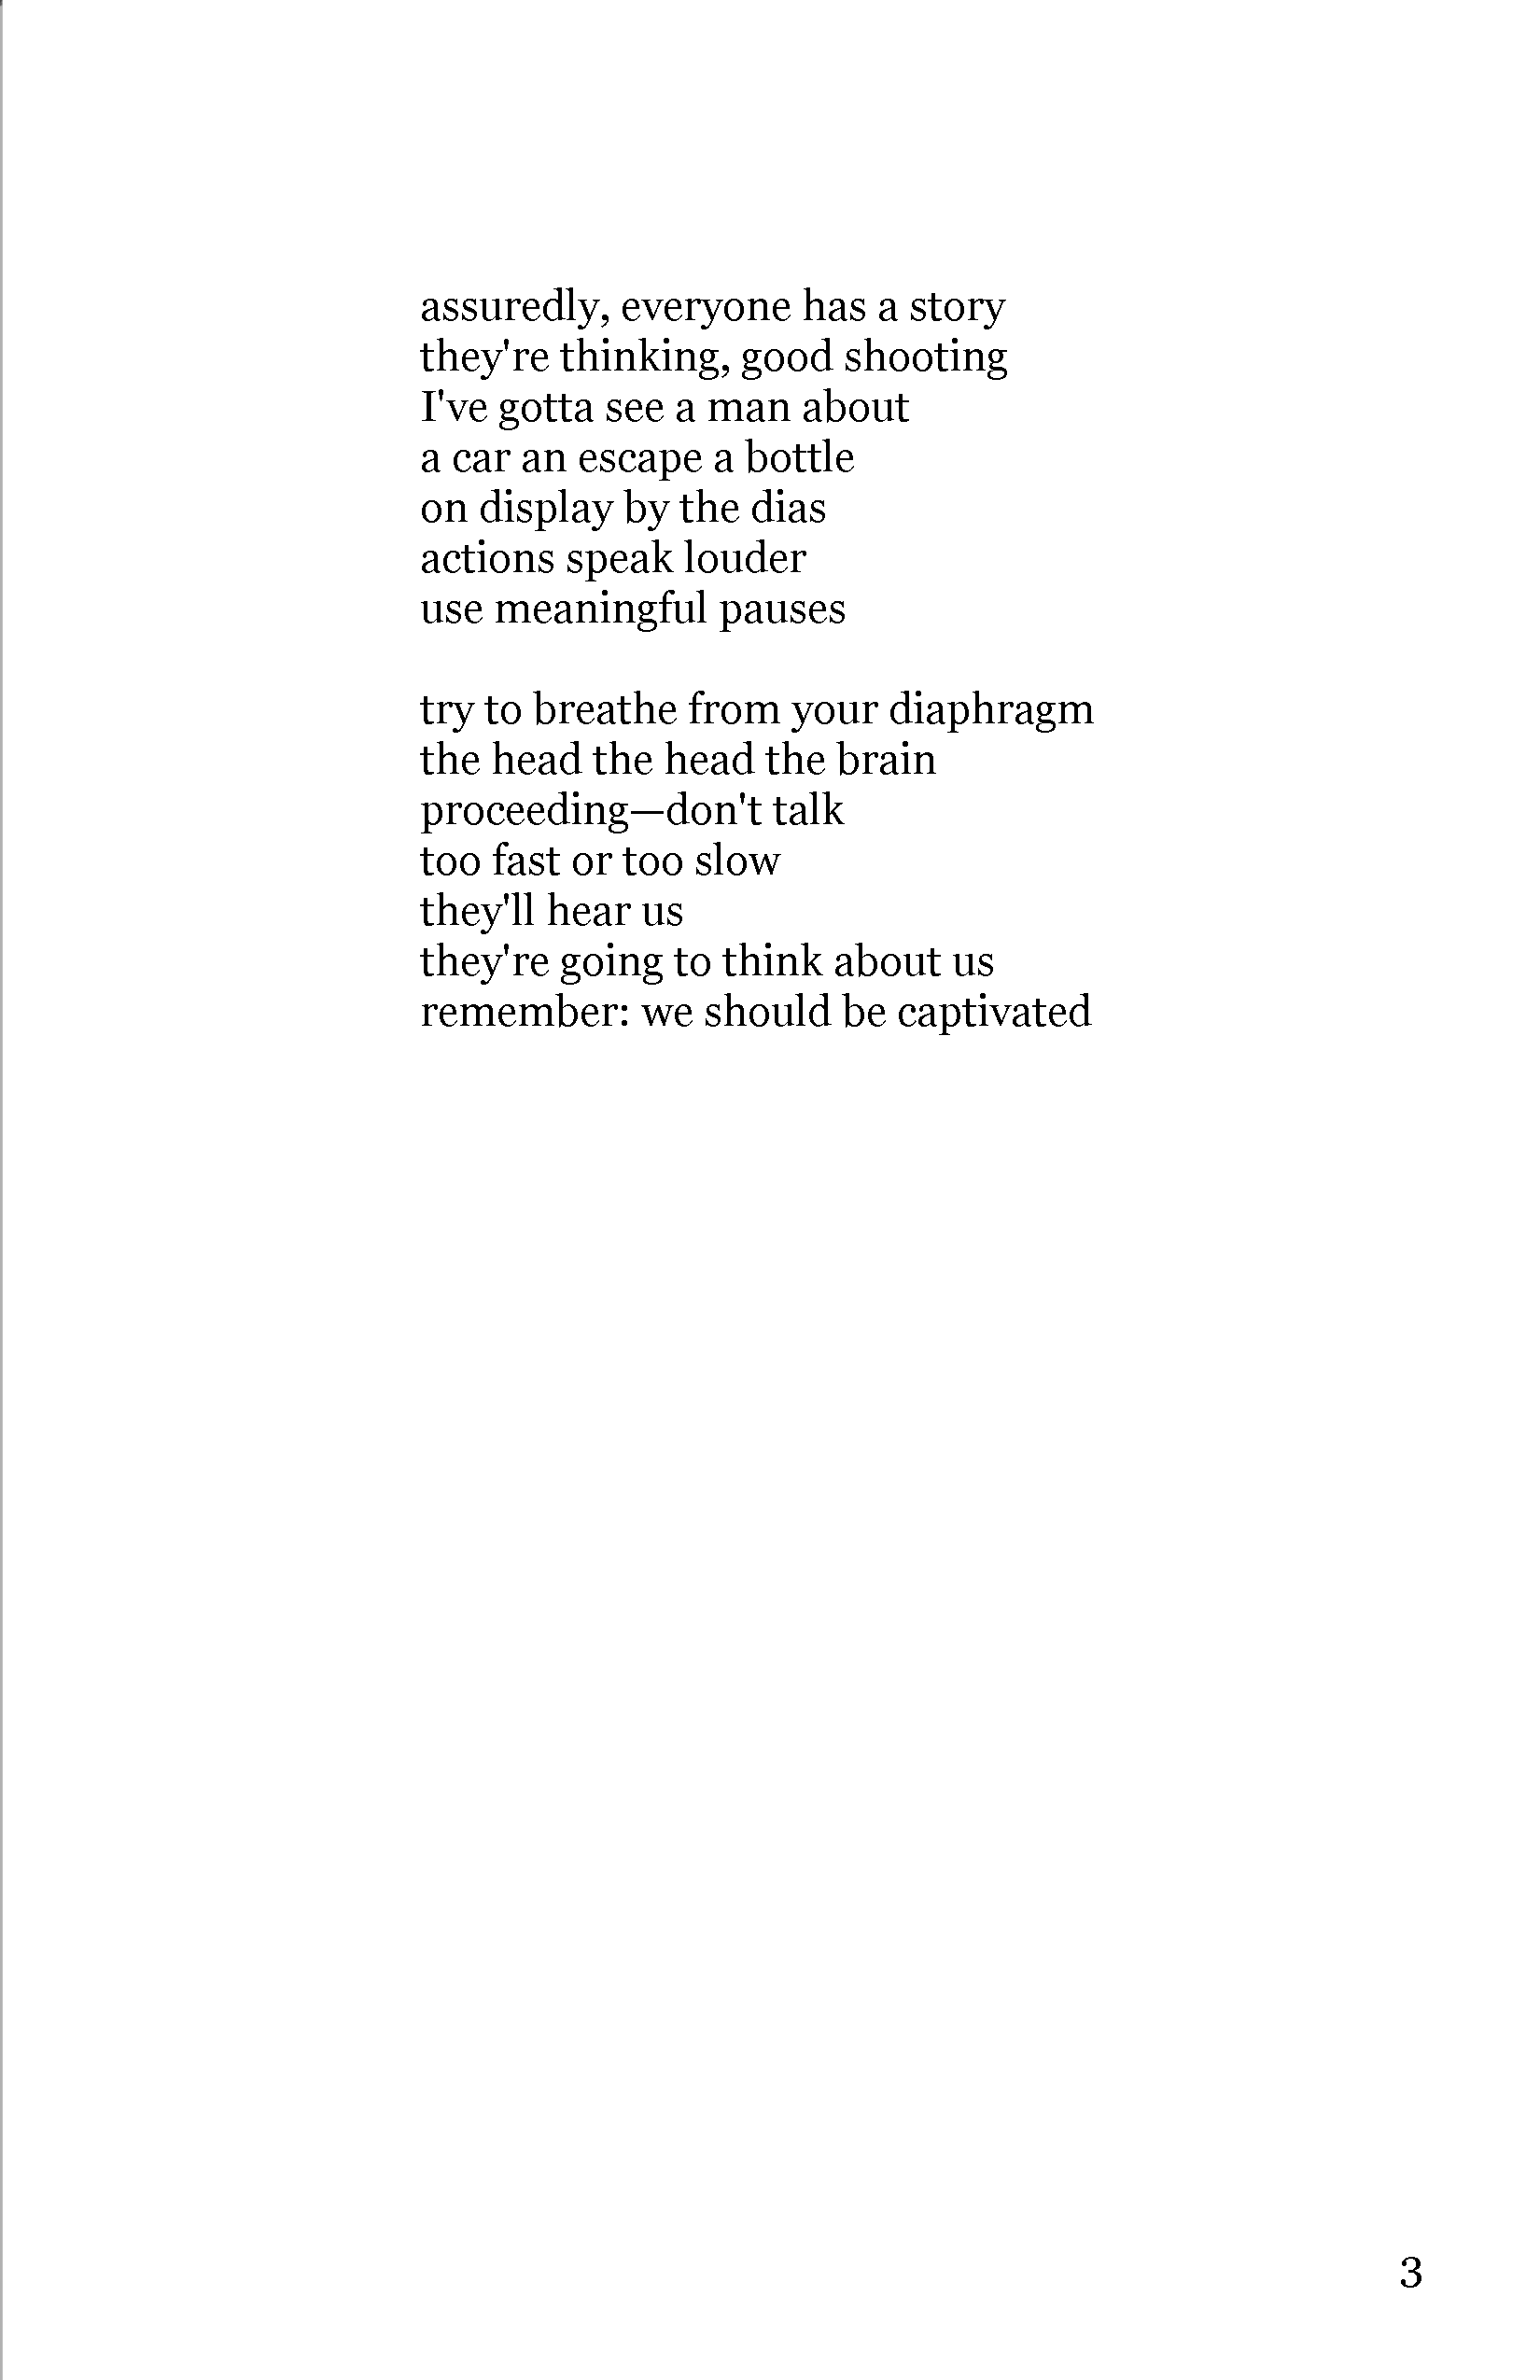 assuredly, everyone has a story
they're thinking, good shooting
I've gotta see a man about
a car an escape a bottle
on display by the dias
actions speak louder
use meaningful pauses

try to breathe from your diaphragm
the head the head the brain
proceeding—don't talk
too fast or too slow
they'll hear us
they're going to think about us
remember: we should be captivated

3